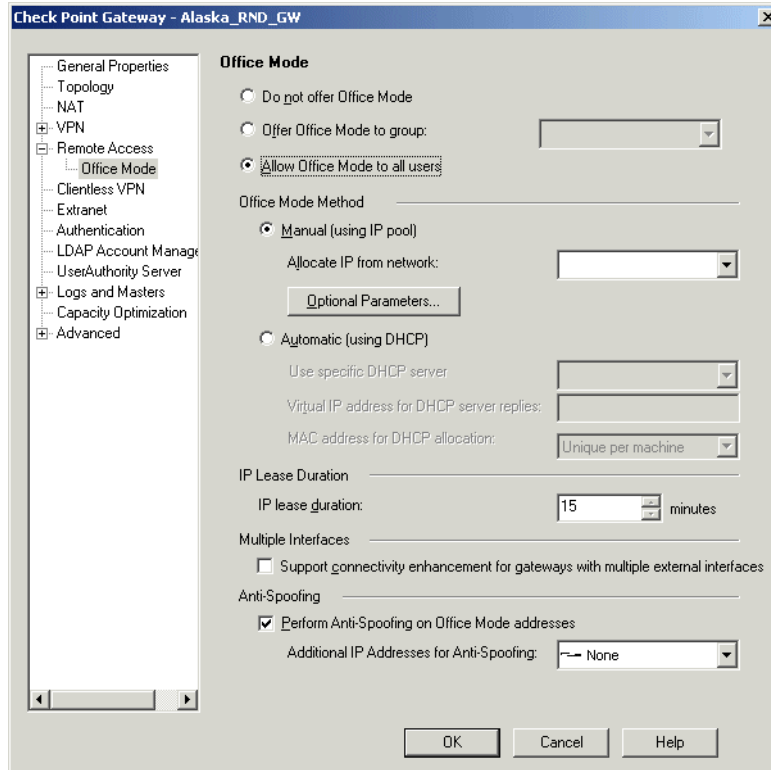 Check Point Gateway - Alaska_RND_GW
General Properties
Topology
NAT
VPN
Remote Access
Office Mode
Clientless VPN
Extranet
Authentication
LDAP Account Manage
UserAuthority Server
Logs and Masters
Capacity Optimization
Advanced
Office Mode
Do not offer Office Mode
Offer Office Mode to group:
Allow Office Mode to all users
Office Mode Method
Manual (using IP pool)
Allocate IP from network:
Optional Parameters...
Automatic (using DHCP)
Use specific DHCP server
Virtual IP address for DHCP server replies:
MAC address for DHCP allocation: Unique per machine
IP Lease Duration
IP lease duration: 15 minutes
Multiple Interfaces
Support connectivity enhancement for gateways with multiple external interfaces
Anti-Spoofing
Perform Anti-Spoofing on Office Mode addresses
Additional IP Addresses for Anti-Spoofing: None
OK Cancel Help